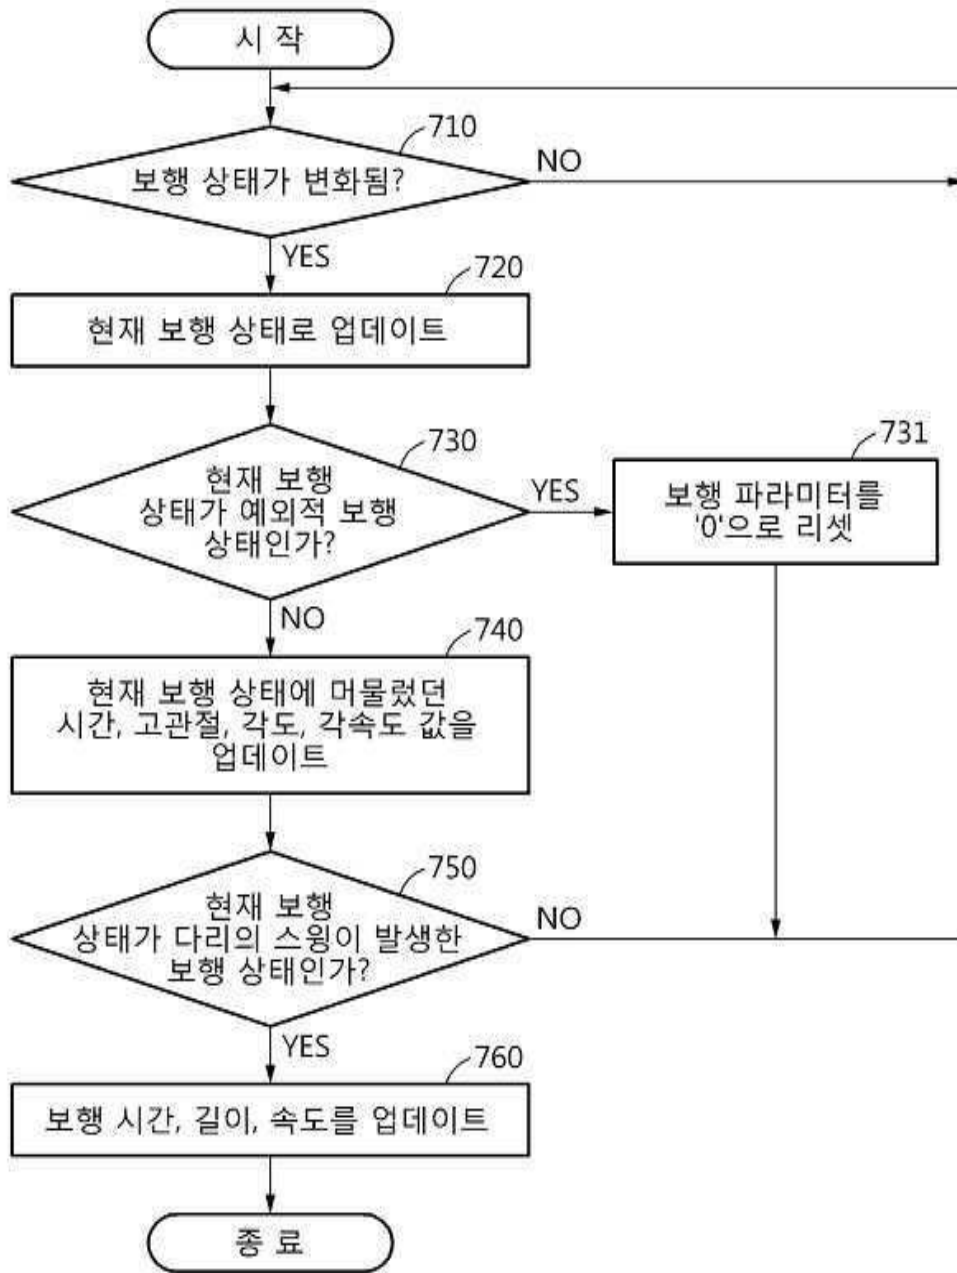 시 작
710
보행 상태가 변화됨?
NO
YES
720
현재 보행 상태로 업데이트
730
현재 보행
상태가 예외적 보행
상태인가?
YES
731
보행 파라미터를
'0'으로 리셋
NO
740
현재 보행 상태에 머물렀던
시간, 고관절, 각도, 각속도 값을
업데이트
750
현재 보행
상태가 다리의 스윙이 발생한
보행 상태인가?
NO
YES
760
보행 시간, 길이, 속도를 업데이트
종 료